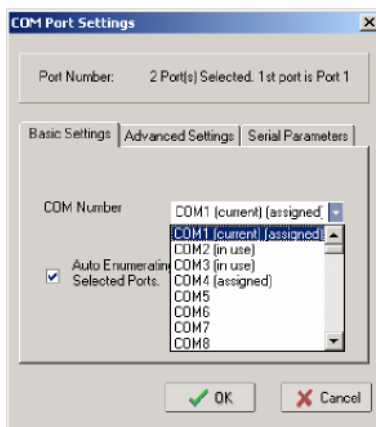 COM Port Settings
Port Number: 2 Port(s) Selected. 1st port is Port 1
Basic Settings Advanced Settings Serial Parameters
COM Number COM1 (current) (assigned)
COM1 (current) (assigned)
COM2 (in use)
Auto Enumerating COM3 (in use)
Selected Ports. COM4 (assigned)
COM5
COM6
COM7
COM8
OK Cancel